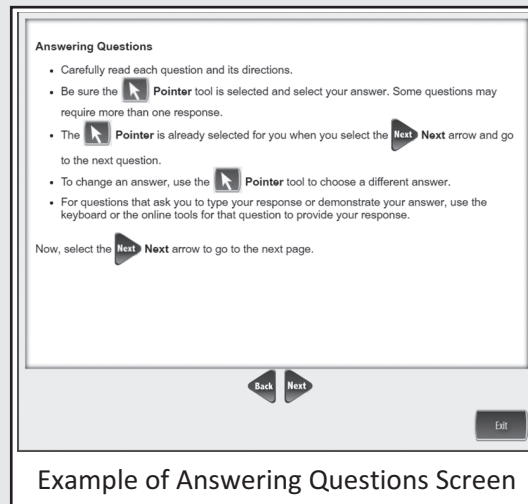 Answering Questions
• Carefully read each question and its directions.
• Be sure the Pointer tool is selected and select your answer. Some questions may
require more than one response.
• The Pointer is already selected for you when you select the Next Next arrow and go
to the next question.
• To change an answer, use the Pointer tool to choose a different answer.
• For questions that ask you to type your response or demonstrate your answer, use the
keyboard or the online tools for that question to provide your response.
Now, select the Next Next arrow to go to the next page.
Back Next
Exit
Example of Answering Questions Screen